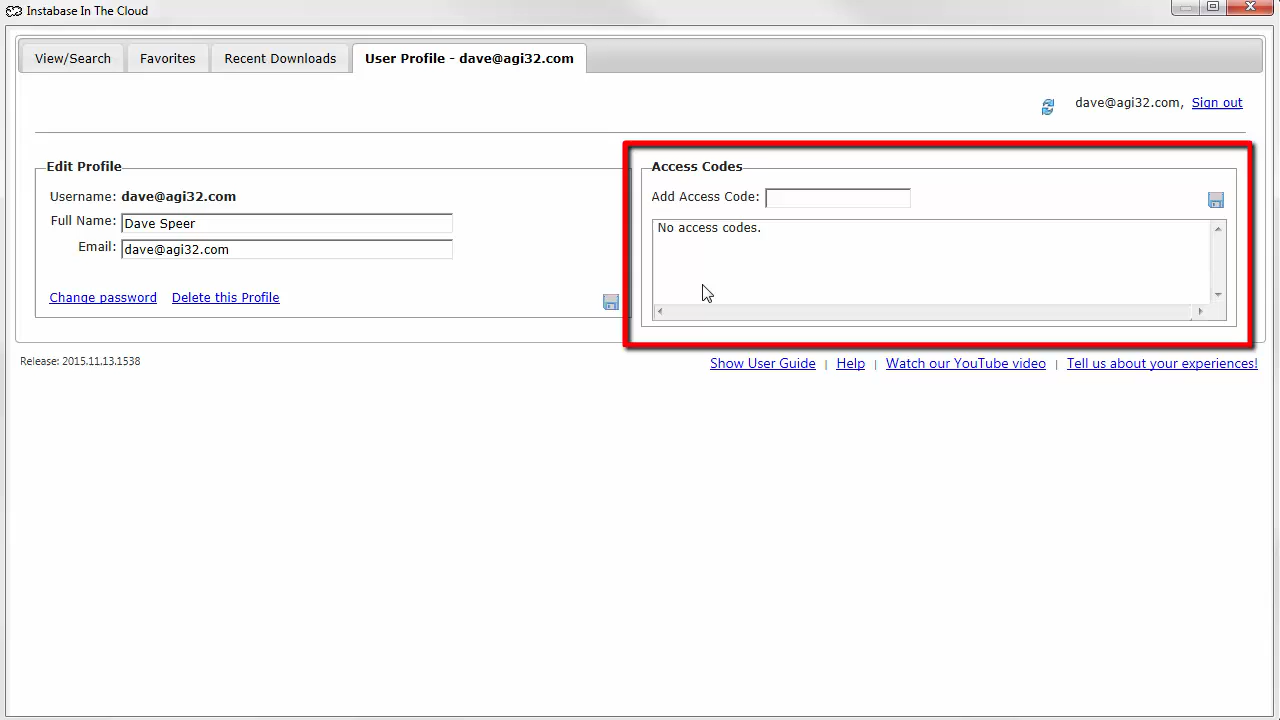 Instabase In The Cloud
View/Search Favorites Recent Downloads User Profile - dave@agi32.com
dave@agi32.com, Sign out
Edit Profile
Username: dave@agi32.com
Full Name: Dave Speer
Email: dave@agi32.com
Change password Delete this Profile
Access Codes
Add Access Code:
No access codes.
Release: 2015.11.13.1538
Show User Guide | Help | Watch our YouTube video | Tell us about your experiences!